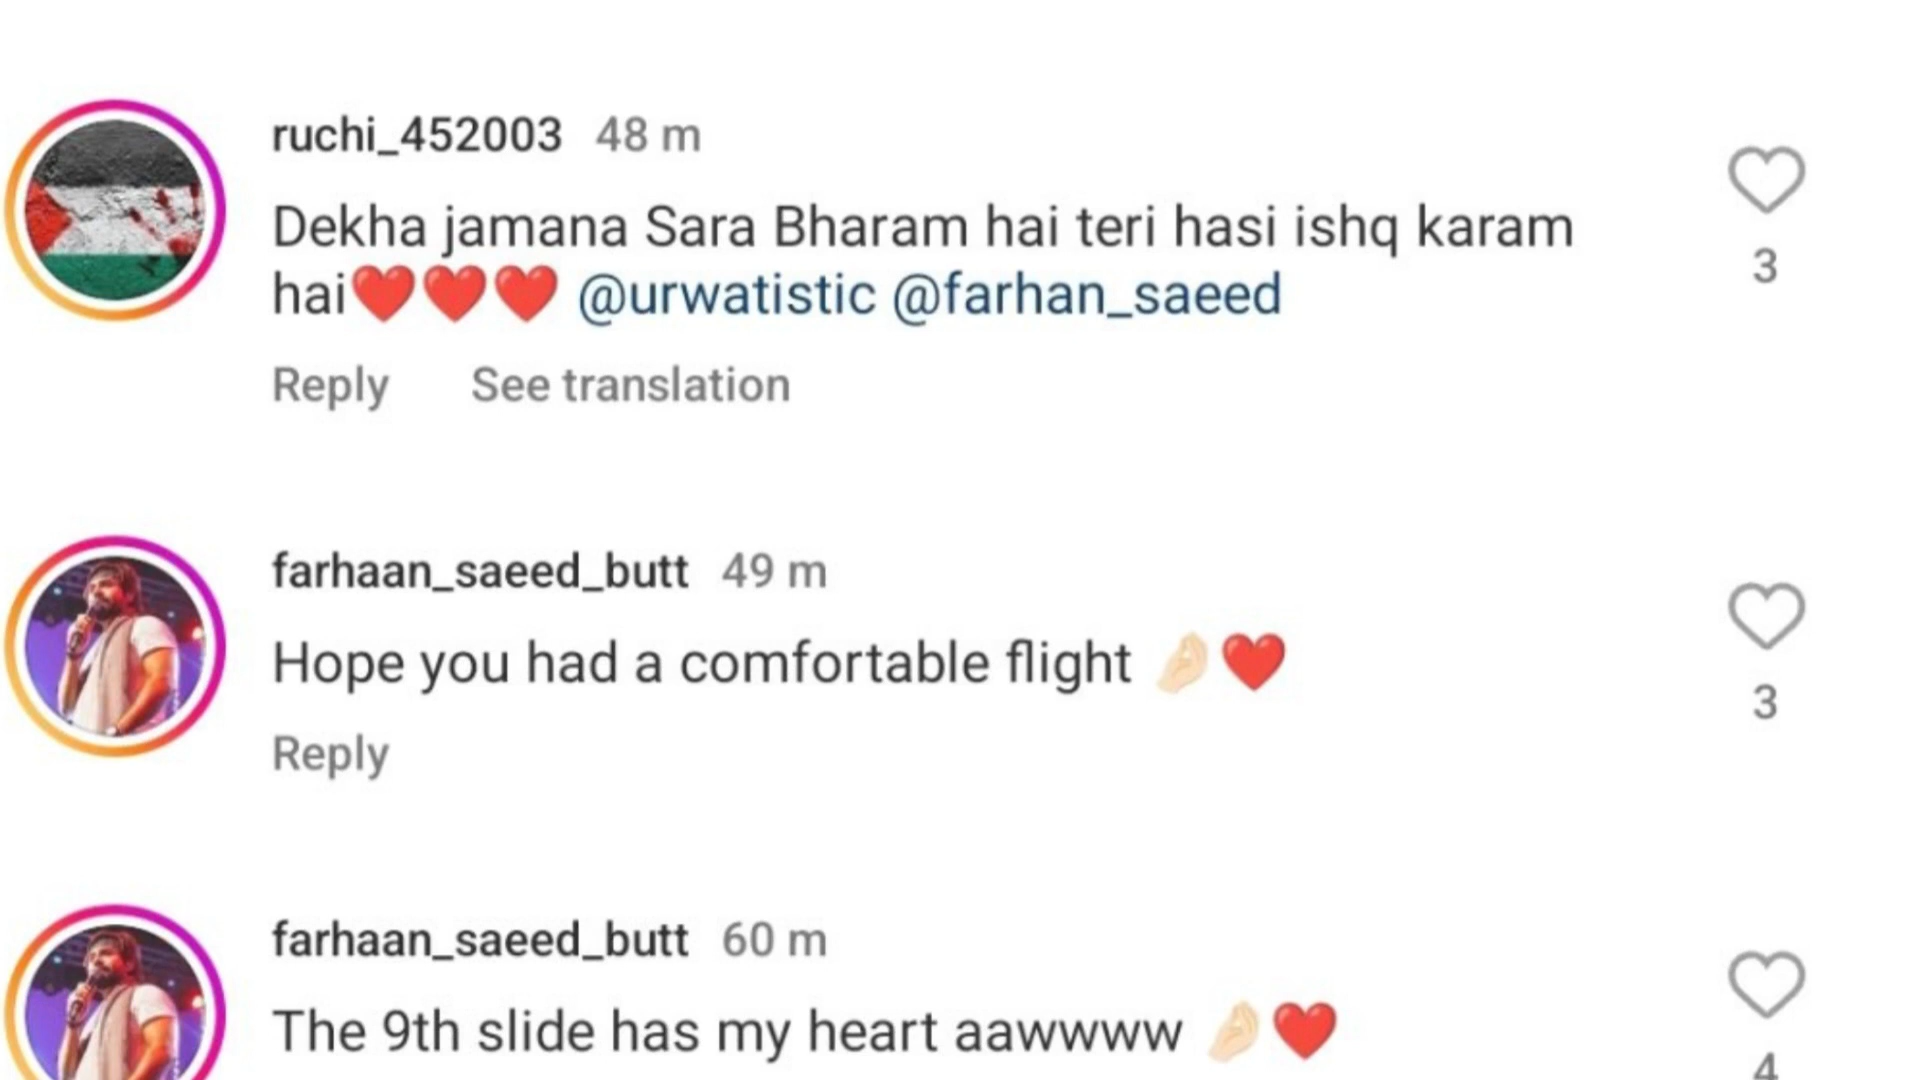 ruchi_452003 48 m
Dekha jamana Sara Bharam hai teri hasi ishq karam
hai❤️❤️❤️ @urwatistic @farhan_saeed
3
Reply See translation
farhaan_saeed_butt 49 m
Hope you had a comfortable flight 🤌🏻❤️
3
Reply
farhaan_saeed_butt 60 m
The 9th slide has my heart aawwww 🤌🏻❤️
4